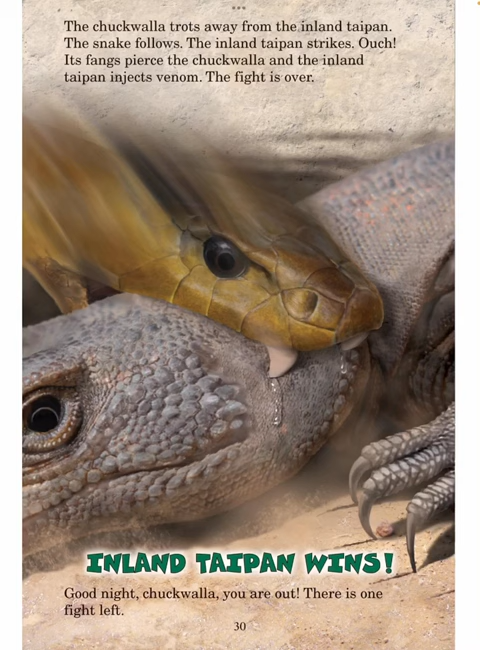 The chuckwalla trots away from the inland taipan.
The snake follows. The inland taipan strikes. Ouch!
Its fangs pierce the chuckwalla and the inland
taipan injects venom. The fight is over.
INLAND TAIPAN WINS!
Good night, chuckwalla, you are out! There is one
fight left.
30